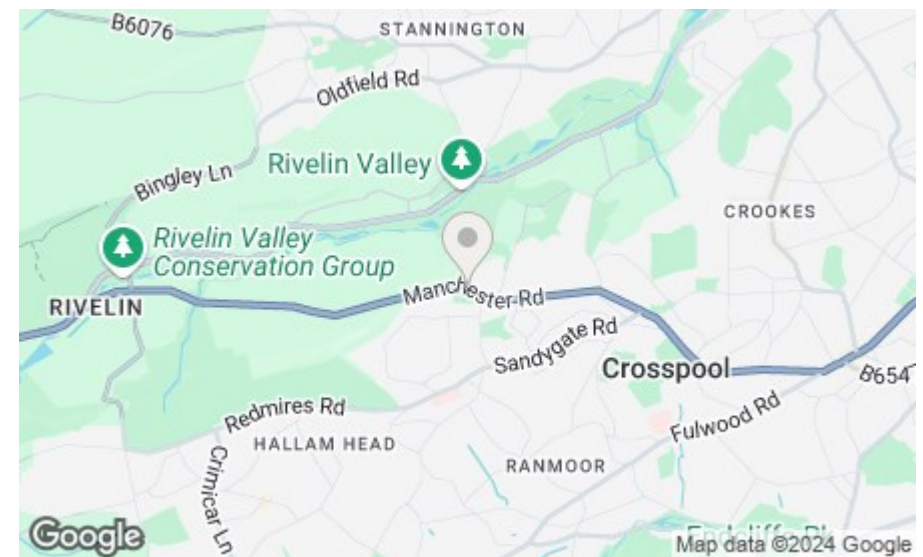 B6076
STANNINGTON
Oldfield Rd
Rivelin Valley
Bingley Ln
CROOKES
Rivelin Valley
Conservation Group
RIVELIN
Manchester Rd
Sandygate Rd
Crosspool
B654
Redmires Rd
Fulwood Rd
HALLAM HEAD
RANMOOR
Crimicar Ln
Google
Map data ©2024 Google